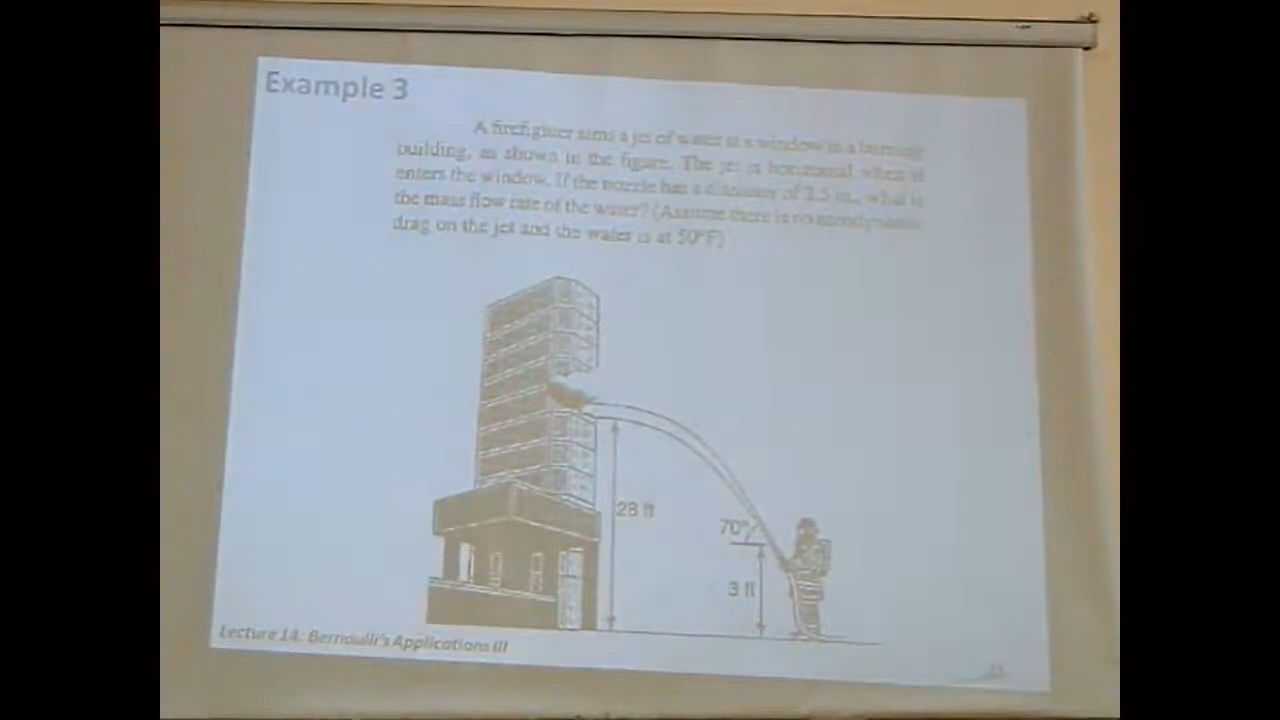 Example 3
A firefighter aims a jet of water at a window in a burning
building, as shown in the figure. The jet is horizontal when it
enters the window. If the nozzle has a diameter of 2.5 in., what is
the mass flow rate of the water? (Assume there is no aerodynamic
drag on the jet and the water is at 50°F)
28 ft
70°
3 ft
Lecture 14: Bernoulli's Applications III